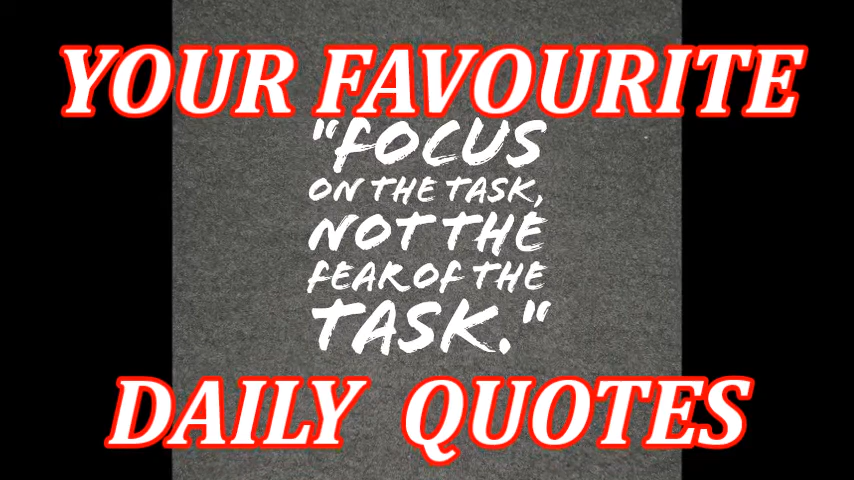 YOUR FAVOURITE
"FOCUS
ON THE TASK,
NOT THE
FEAR OF THE
TASK."
DAILY QUOTES